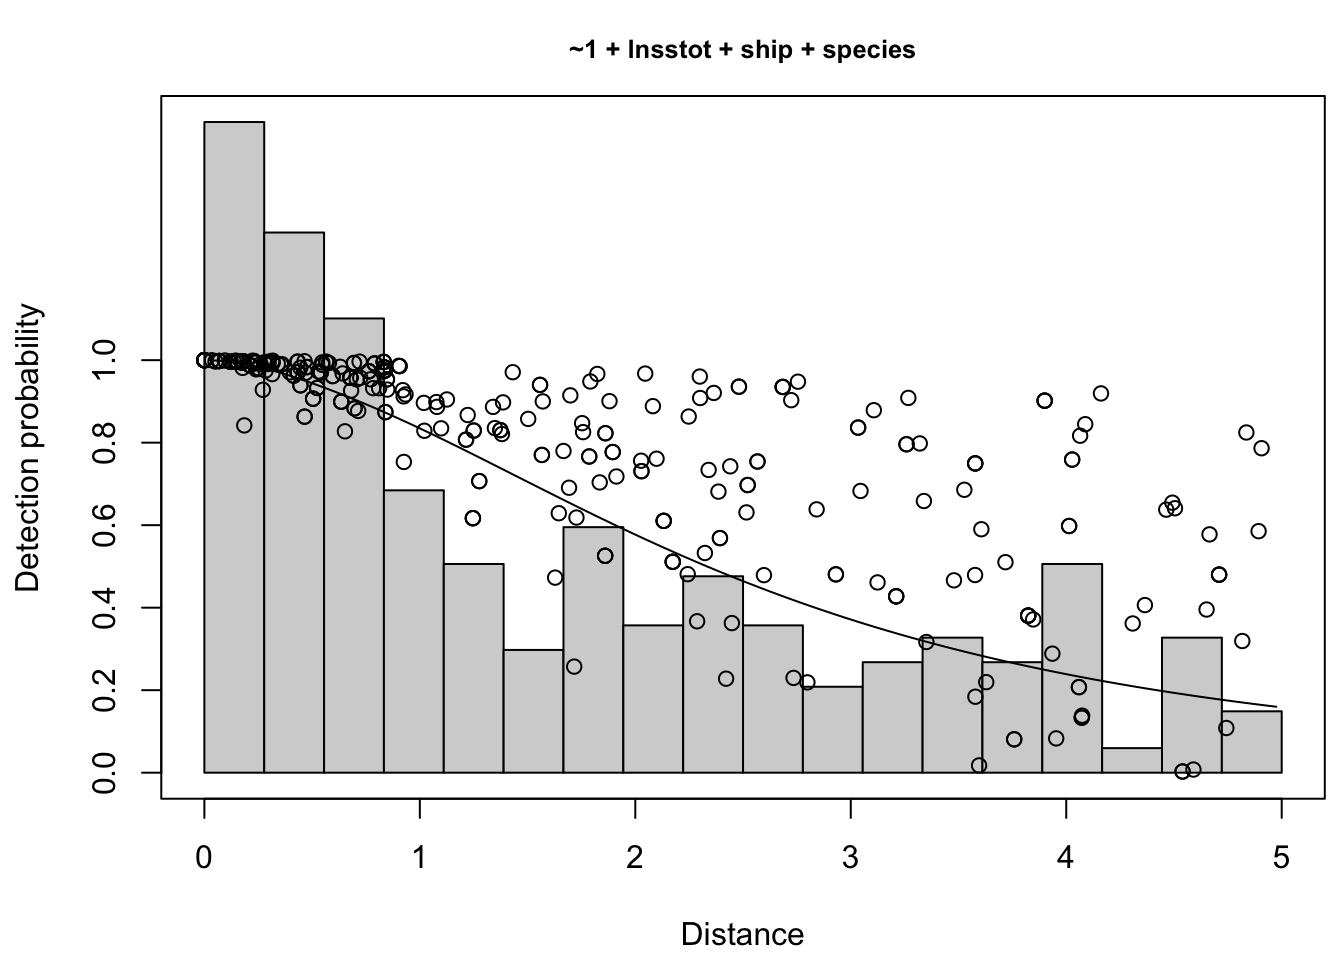 ~1 + lnsstot + ship + species
Detection probability
1.0
0.8
0.6
0.4
0.2
0.0
0 1 2 3 4 5
Distance